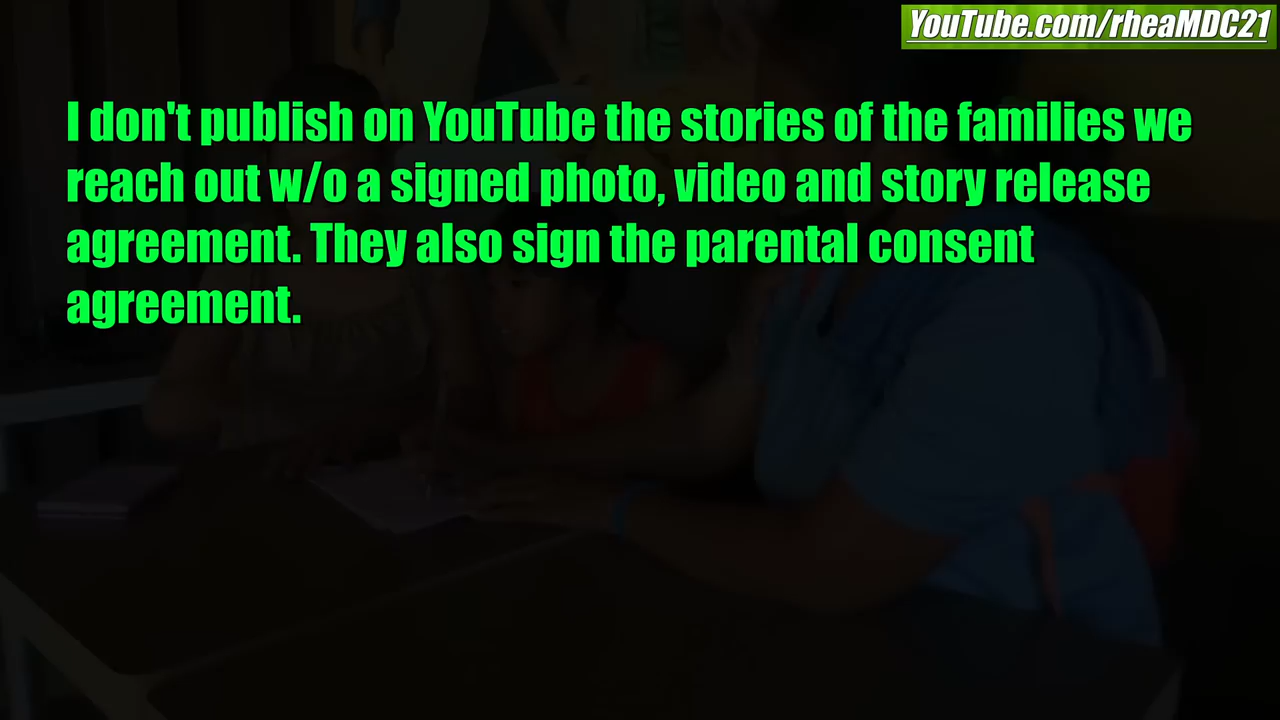 YouTube.com/rheaMDC21
I don't publish on YouTube the stories of the families we
reach out w/o a signed photo, video and story release
agreement. They also sign the parental consent
agreement.